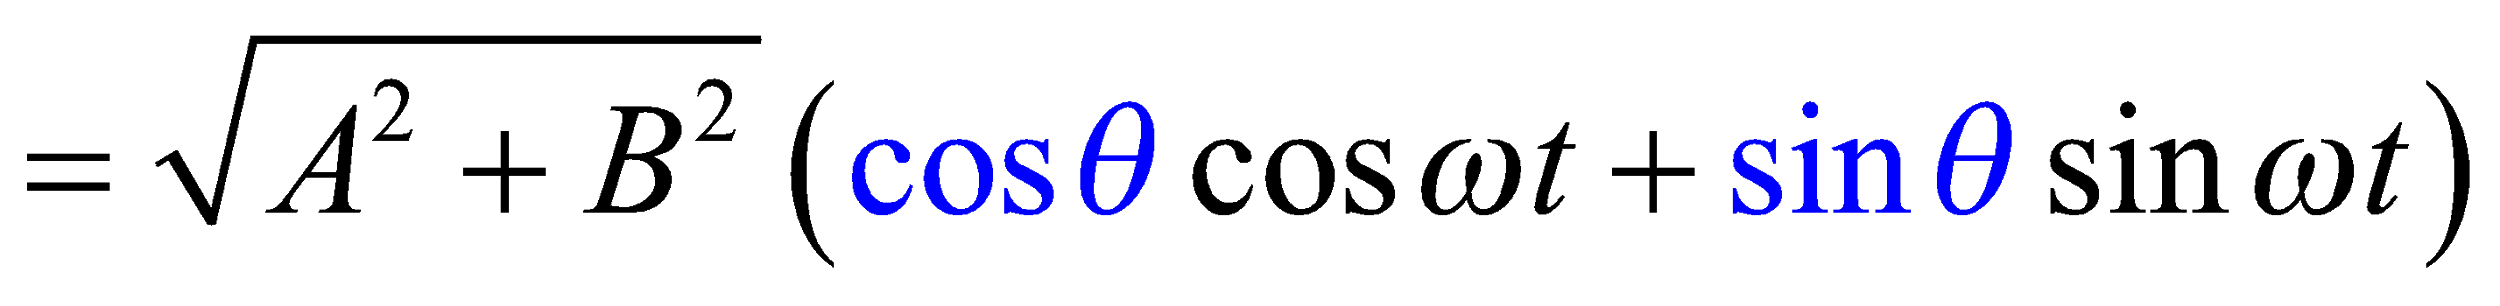 = √(A² + B²) (cos θ cos ωt + sin θ sin ωt)